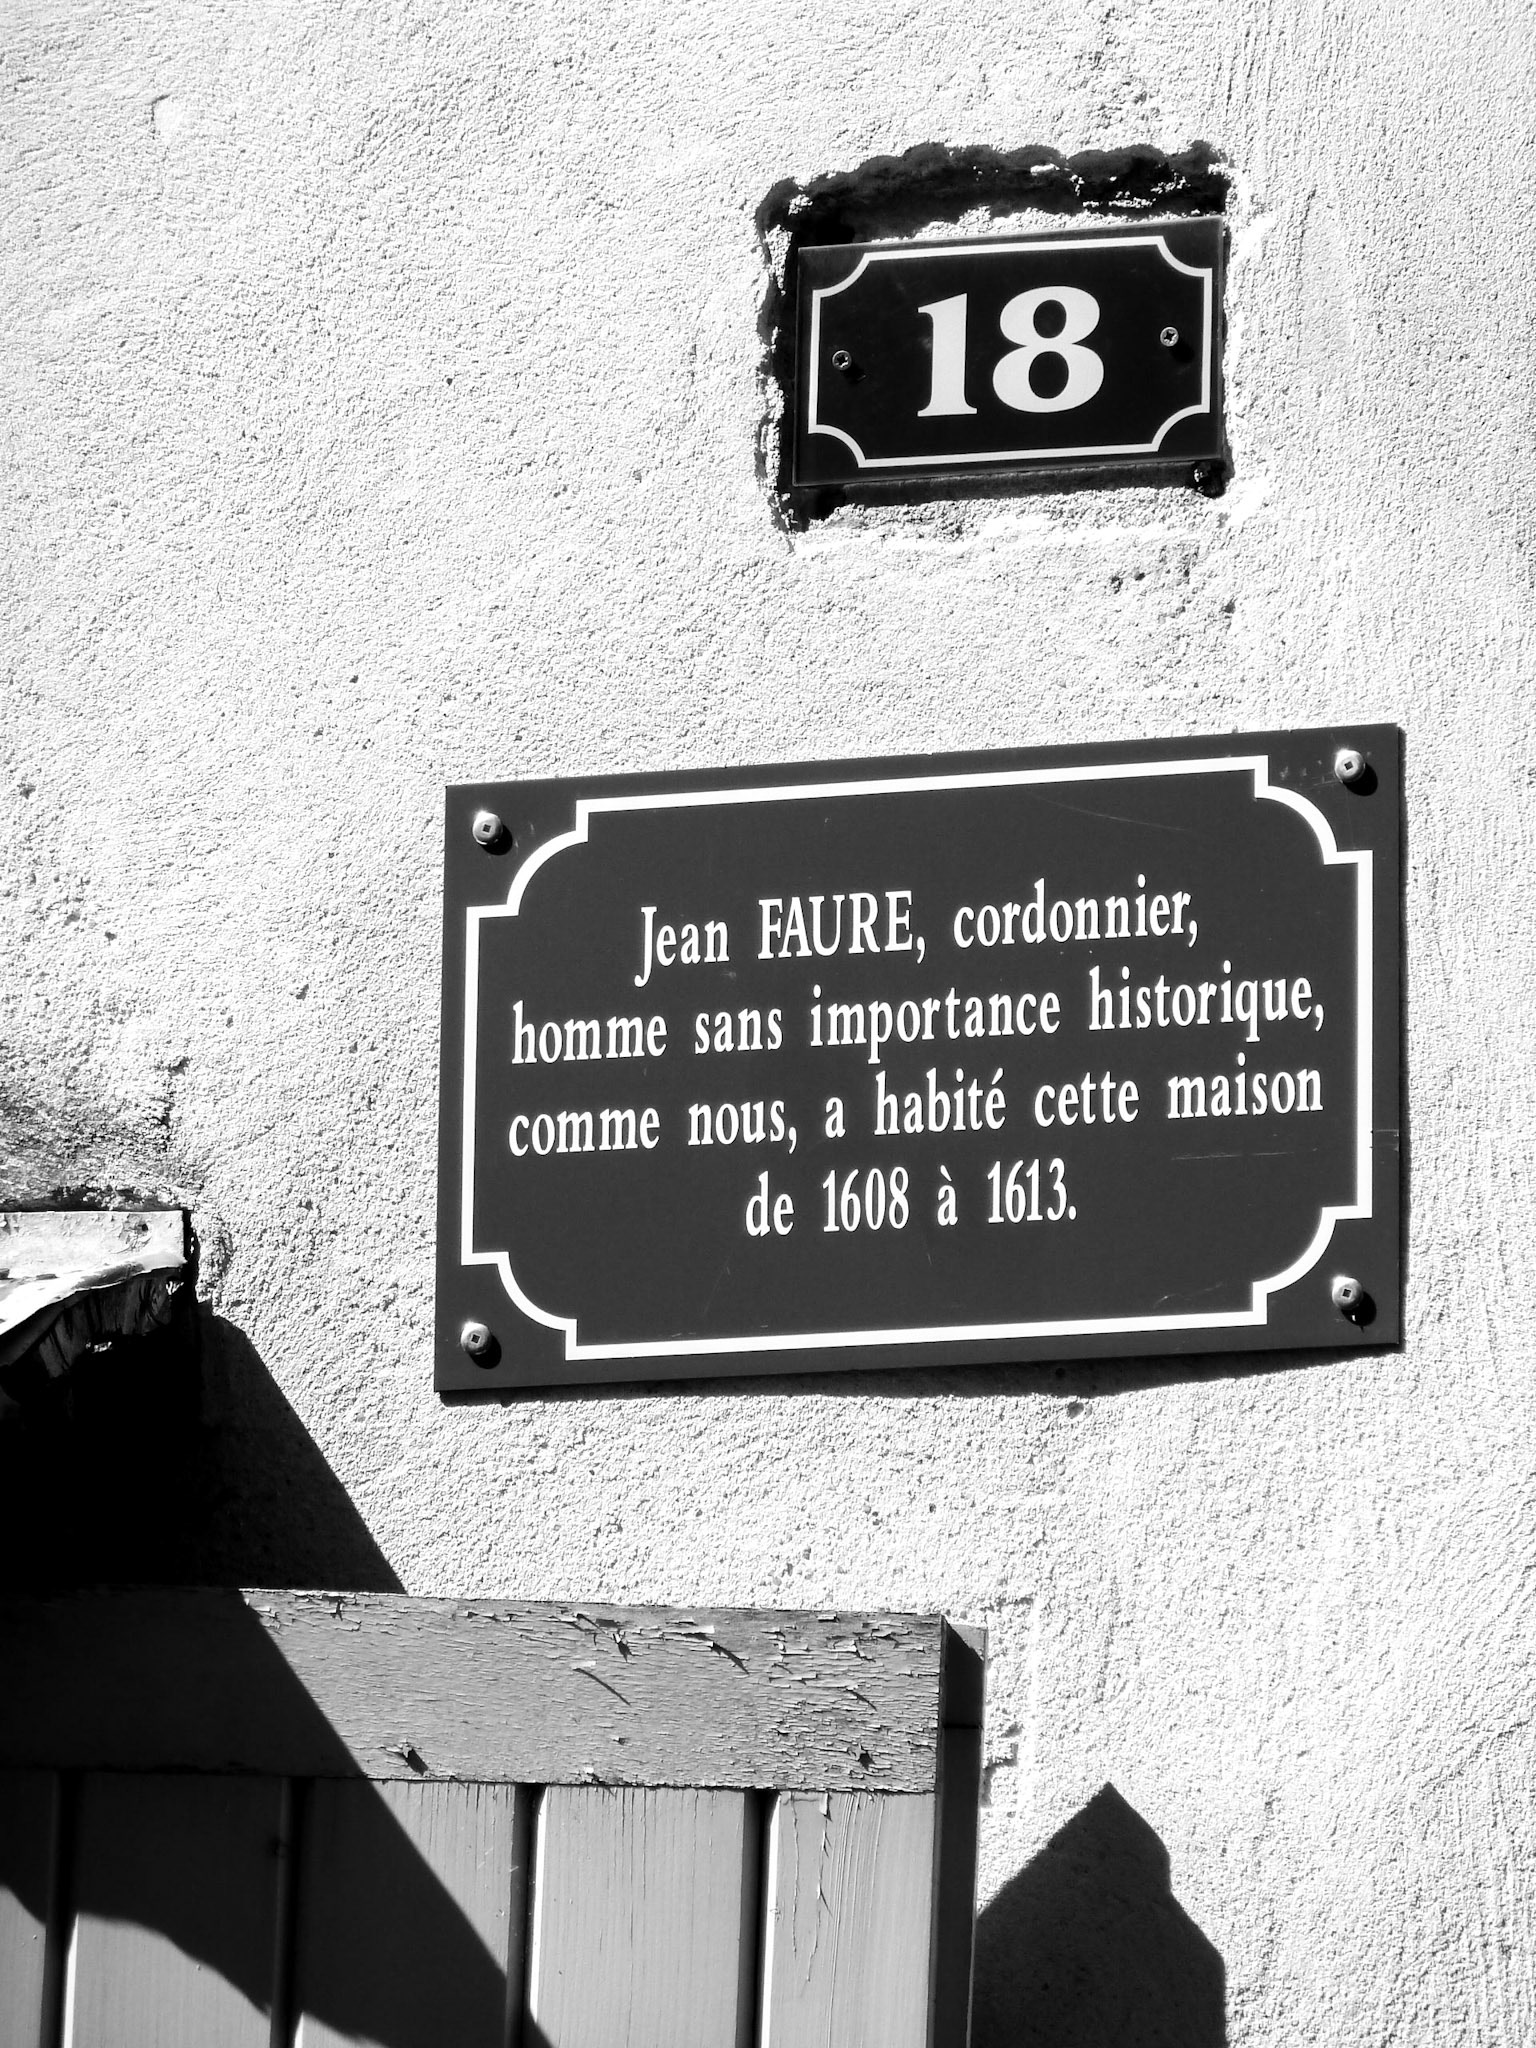 18
Jean FAURE, cordonnier,
homme sans importance historique,
comme nous, a habité cette maison
de 1608 à 1613.